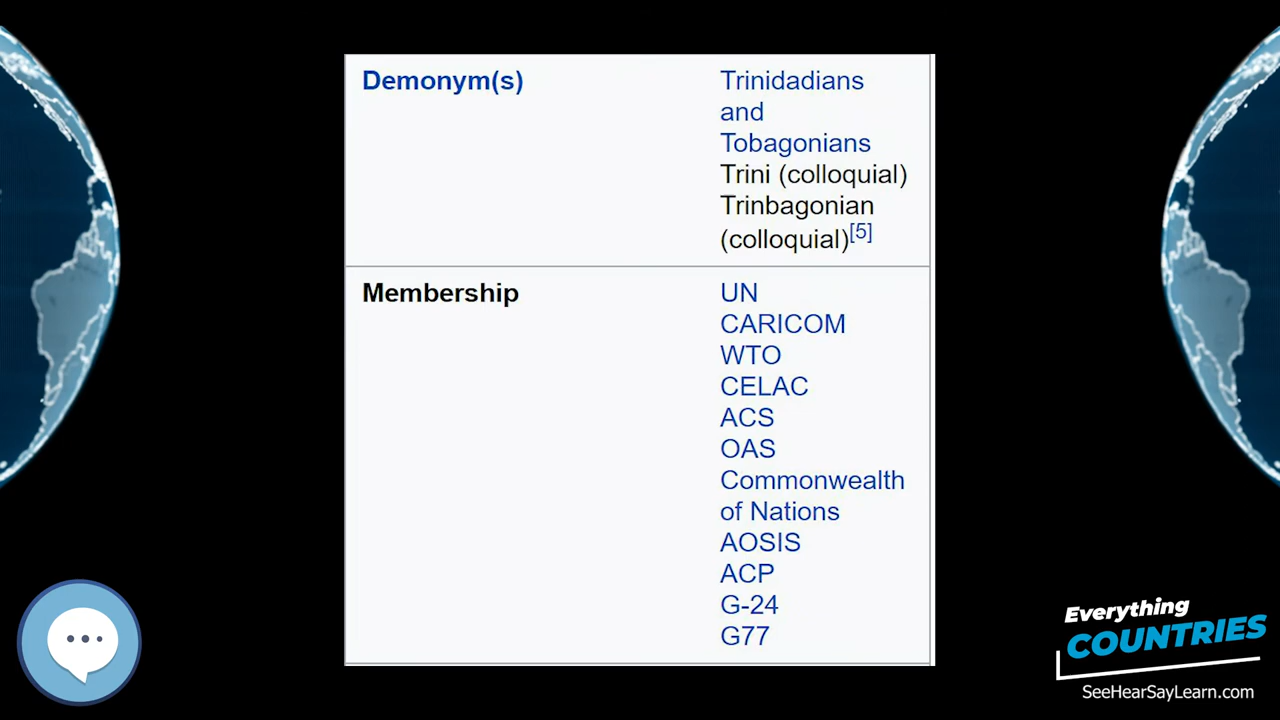 Demonym(s)
Trinidadians
and
Tobagonians
Trini (colloquial)
Trinbagonian
(colloquial)[5]
Membership
UN
CARICOM
WTO
CELAC
ACS
OAS
Commonwealth
of Nations
AOSIS
ACP
G-24
G77
Everything
COUNTRIES
SeeHearSayLearn.com